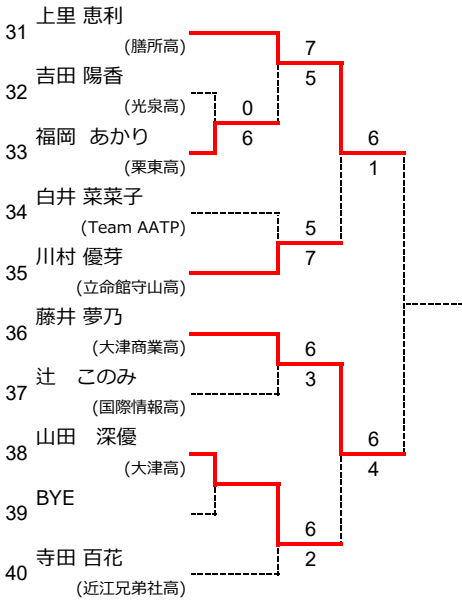 31 上里 恵利
(膳所高)
32 吉田 陽香
(光泉高)
33 福岡 あかり
(栗東高)
34 白井 菜菜子
(Team AATP)
35 川村 優芽
(立命館守山高)
36 藤井 夢乃
(大津商業高)
37 辻 このみ
(国際情報高)
38 山田 深優
(大津高)
39 BYE
40 寺田 百花
(近江兄弟社高)
7
5
0
6
5
7
6
3
6
2
6
1
6
4